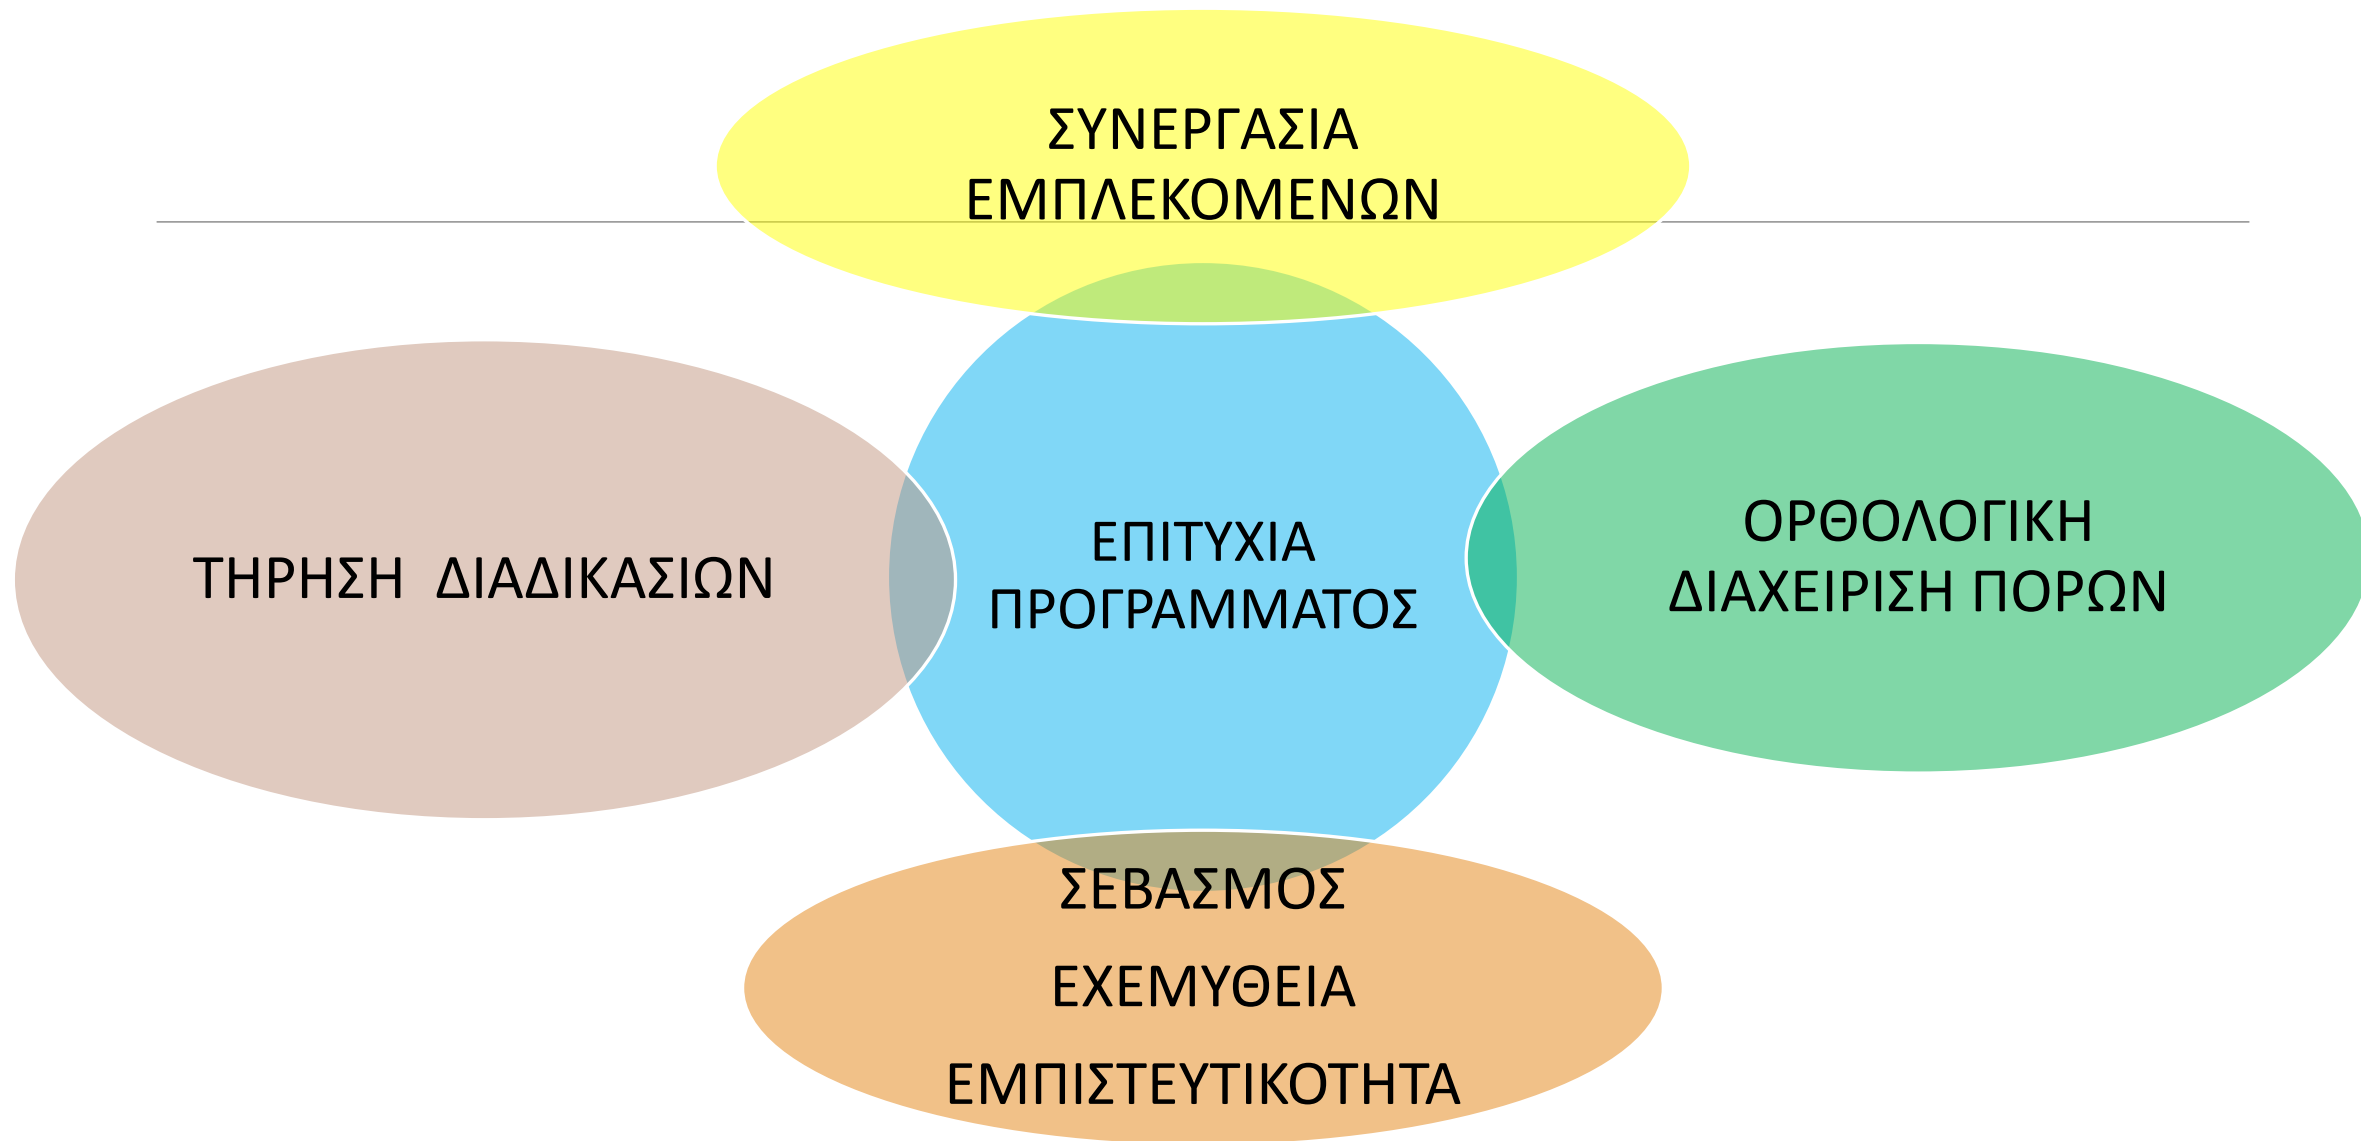 ΣΥΝΕΡΓΑΣΙΑ
ΕΜΠΛΕΚΟΜΕΝΩΝ
ΤΗΡΗΣΗ ΔΙΑΔΙΚΑΣΙΩΝ
ΕΠΙΤΥΧΙΑ
ΠΡΟΓΡΑΜΜΑΤΟΣ
ΟΡΘΟΛΟΓΙΚΗ
ΔΙΑΧΕΙΡΙΣΗ ΠΟΡΩΝ
ΣΕΒΑΣΜΟΣ
ΕΧΕΜΥΘΕΙΑ
ΕΜΠΙΣΤΕΥΤΙΚΟΤΗΤΑ